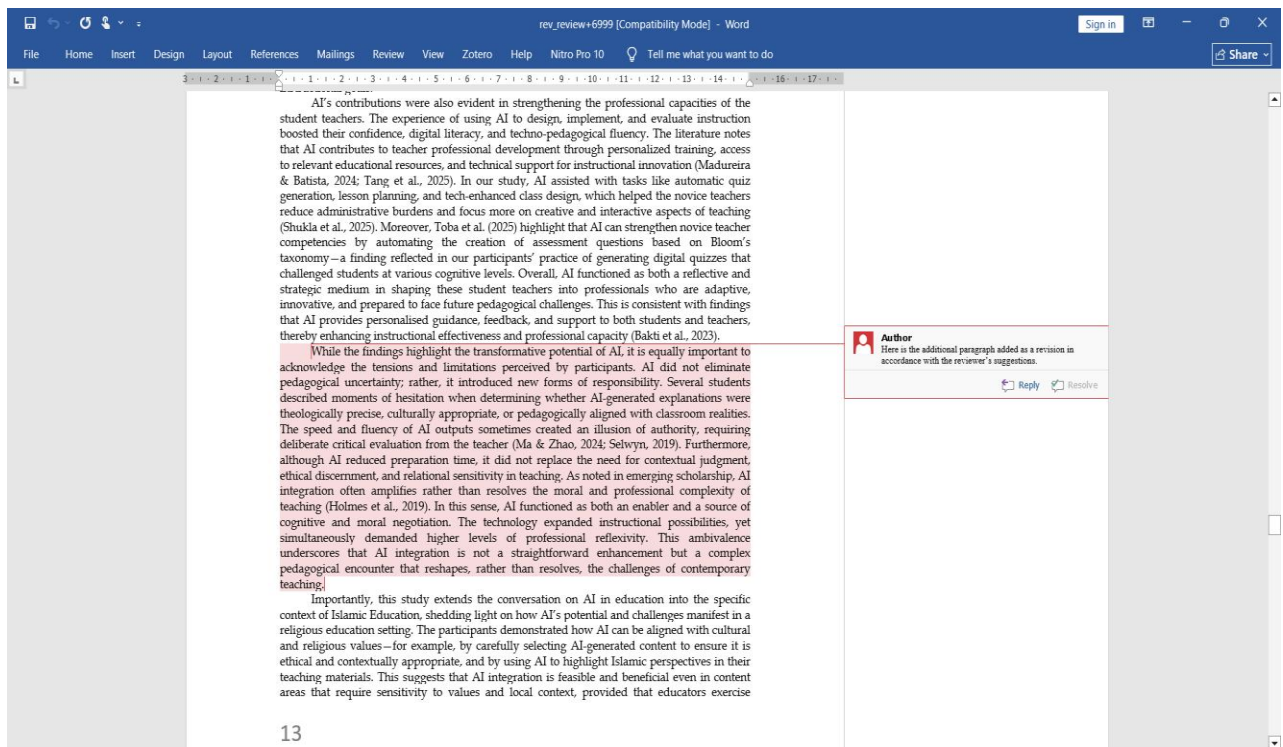 rev_review+6999 [Compatibility Mode] - Word
Sign in
File Home Insert Design Layout References Mailings Review View Zotero Help Nitro Pro 10 Tell me what you want to do
Share
3 · 2 · 1 · 1 · 2 · 3 · 4 · 5 · 6 · 7 · 8 · 9 · 10 · 11 · 12 · 13 · 14 · 16 · 17
AI's contributions were also evident in strengthening the professional capacities of the
student teachers. The experience of using AI to design, implement, and evaluate instruction
boosted their confidence, digital literacy, and techno-pedagogical fluency. The literature notes
that AI contributes to teacher professional development through personalized training, access
to relevant educational resources, and technical support for instructional innovation (Madureira
& Batista, 2024; Tang et al., 2025). In our study, AI assisted with tasks like automatic quiz
generation, lesson planning, and tech-enhanced class design, which helped the novice teachers
reduce administrative burdens and focus more on creative and interactive aspects of teaching
(Shukla et al., 2025). Moreover, Toba et al. (2025) highlight that AI can strengthen novice teacher
competencies by automating the creation of assessment questions based on Bloom's
taxonomy—a finding reflected in our participants' practice of generating digital quizzes that
challenged students at various cognitive levels. Overall, AI functioned as both a reflective and
strategic medium in shaping these student teachers into professionals who are adaptive,
innovative, and prepared to face future pedagogical challenges. This is consistent with findings
that AI provides personalised guidance, feedback, and support to both students and teachers,
thereby enhancing instructional effectiveness and professional capacity (Bakti et al., 2023).
While the findings highlight the transformative potential of AI, it is equally important to
acknowledge the tensions and limitations perceived by participants. AI did not eliminate
pedagogical uncertainty; rather, it introduced new forms of responsibility. Several students
described moments of hesitation when determining whether AI-generated explanations were
theologically precise, culturally appropriate, or pedagogically aligned with classroom realities.
The speed and fluency of AI outputs sometimes created an illusion of authority, requiring
deliberate critical evaluation from the teacher (Ma & Zhao, 2024; Selwyn, 2019). Furthermore,
although AI reduced preparation time, it did not replace the need for contextual judgment,
ethical discernment, and relational sensitivity in teaching. As noted in emerging scholarship, AI
integration often amplifies rather than resolves the moral and professional complexity of
teaching (Holmes et al., 2019). In this sense, AI functioned as both an enabler and a source of
cognitive and moral negotiation. The technology expanded instructional possibilities, yet
simultaneously demanded higher levels of professional reflexivity. This ambivalence
underscores that AI integration is not a straightforward enhancement but a complex
pedagogical encounter that reshapes, rather than resolves, the challenges of contemporary
teaching.
Importantly, this study extends the conversation on AI in education into the specific
context of Islamic Education, shedding light on how AI's potential and challenges manifest in a
religious education setting. The participants demonstrated how AI can be aligned with cultural
and religious values—for example, by carefully selecting AI-generated content to ensure it is
ethical and contextually appropriate, and by using AI to highlight Islamic perspectives in their
teaching materials. This suggests that AI integration is feasible and beneficial even in content
areas that require sensitivity to values and local context, provided that educators exercise
13
Author
Here is the additional paragraph added as a revision in
accordance with the reviewer's suggestions.
Reply Resolve